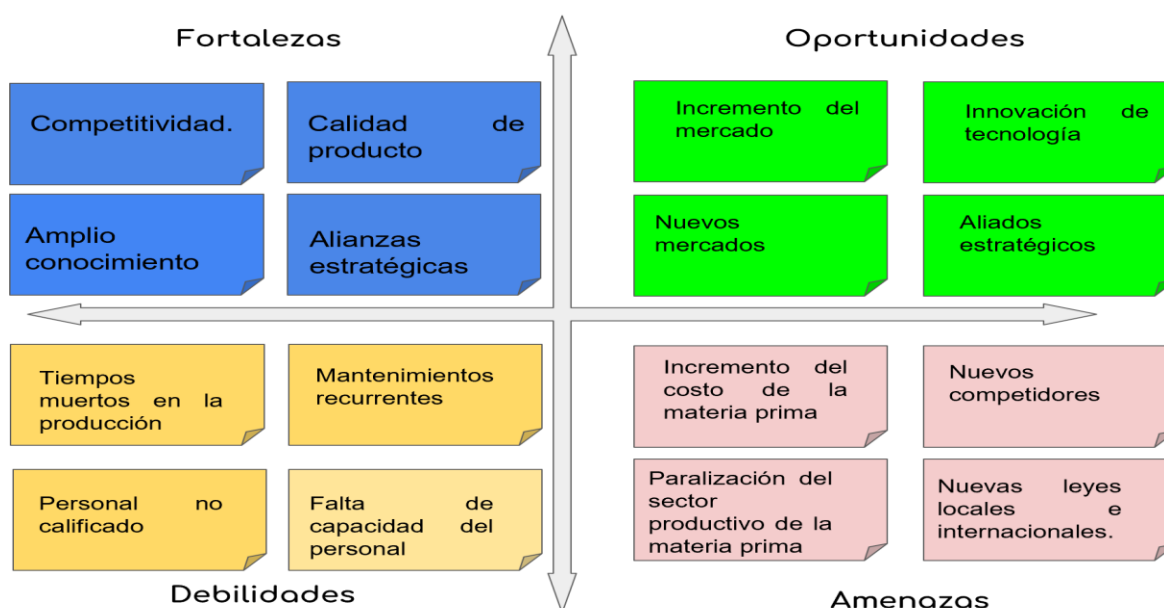 Fortalezas
Competitividad.
Calidad de
producto
Amplio
conocimiento
Alianzas
estratégicas
Oportunidades
Incremento del
mercado
Innovación de
tecnología
Nuevos
mercados
Aliados
estratégicos
Tiempos
muertos en la
producción
Mantenimientos
recurrentes
Personal no
calificado
Falta de
capacidad del
personal
Debilidades
Incremento del
costo de la
materia prima
Nuevos
competidores
Paralización del
sector
productivo de la
materia prima
Nuevas leyes
locales e
internacionales.
Amenazas